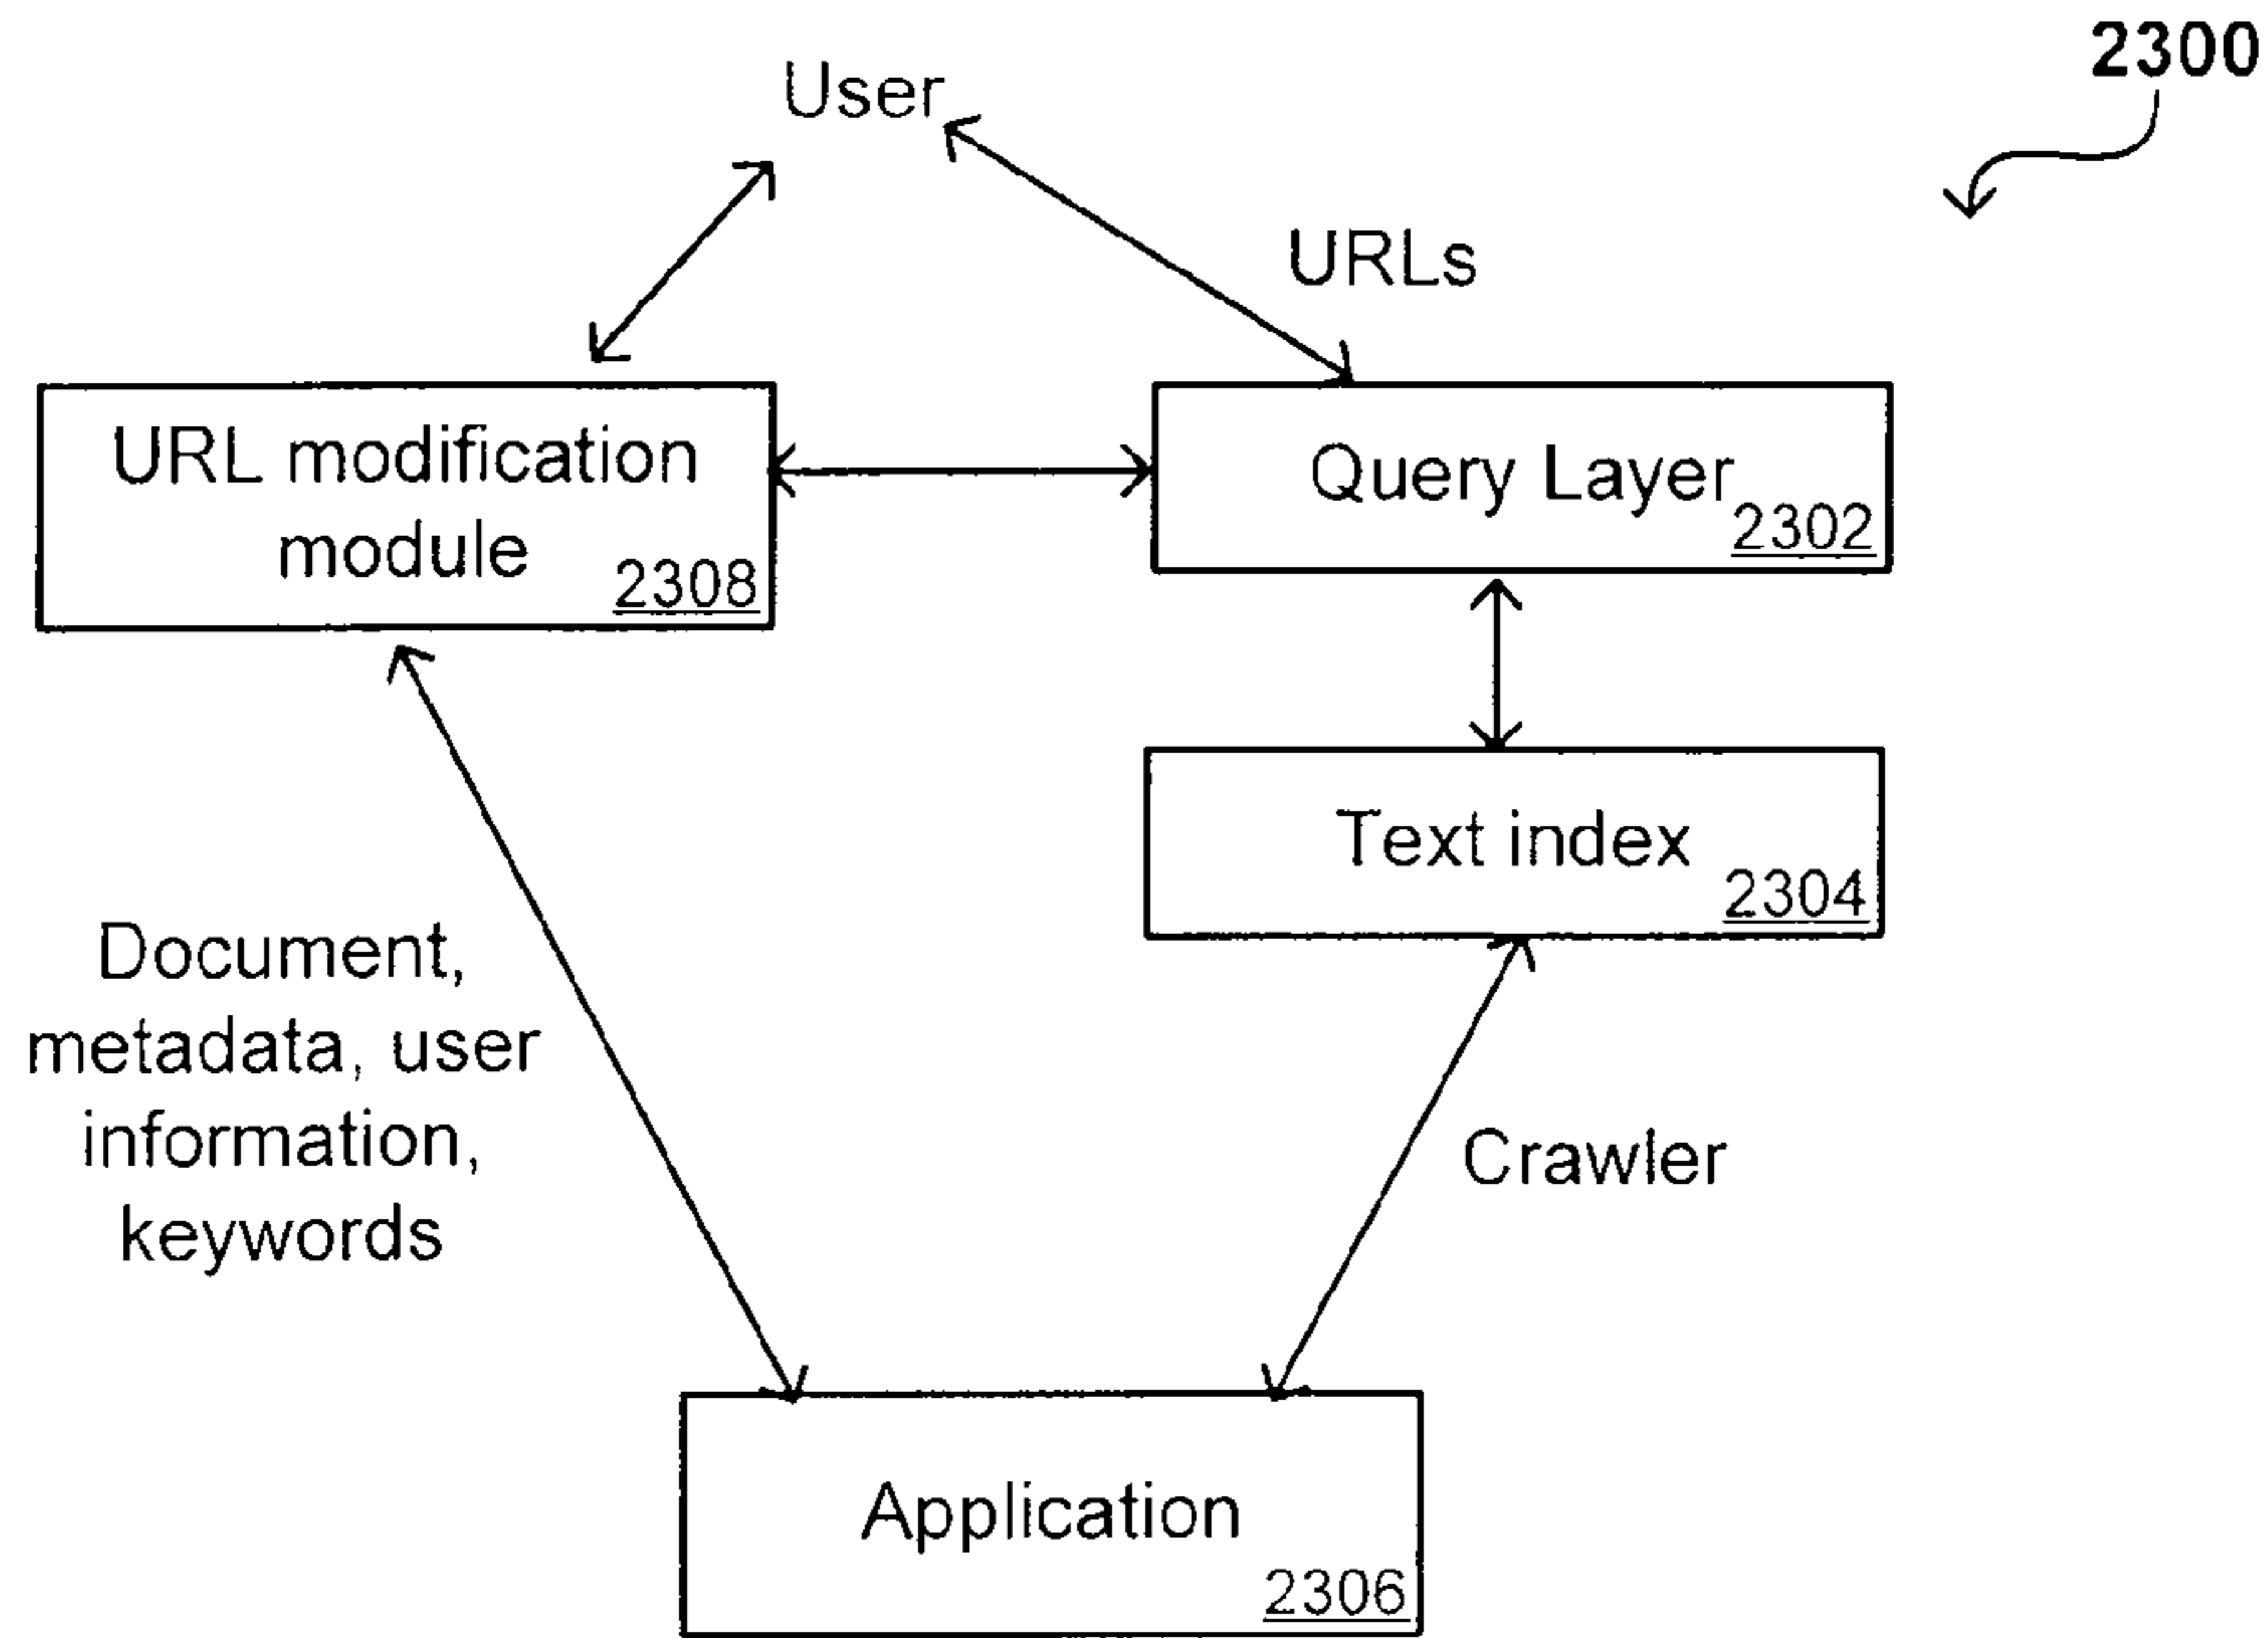 2300
User
URLs
URL modification
module
2308
Query Layer
2302
Text index
2304
Document,
metadata, user
information,
keywords
Crawler
Application
2306